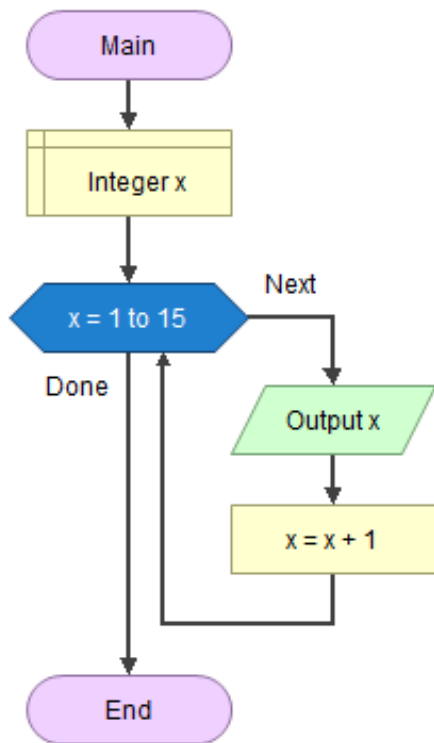 Main
Integer x
x = 1 to 15
Next
Done
Output x
x = x + 1
End